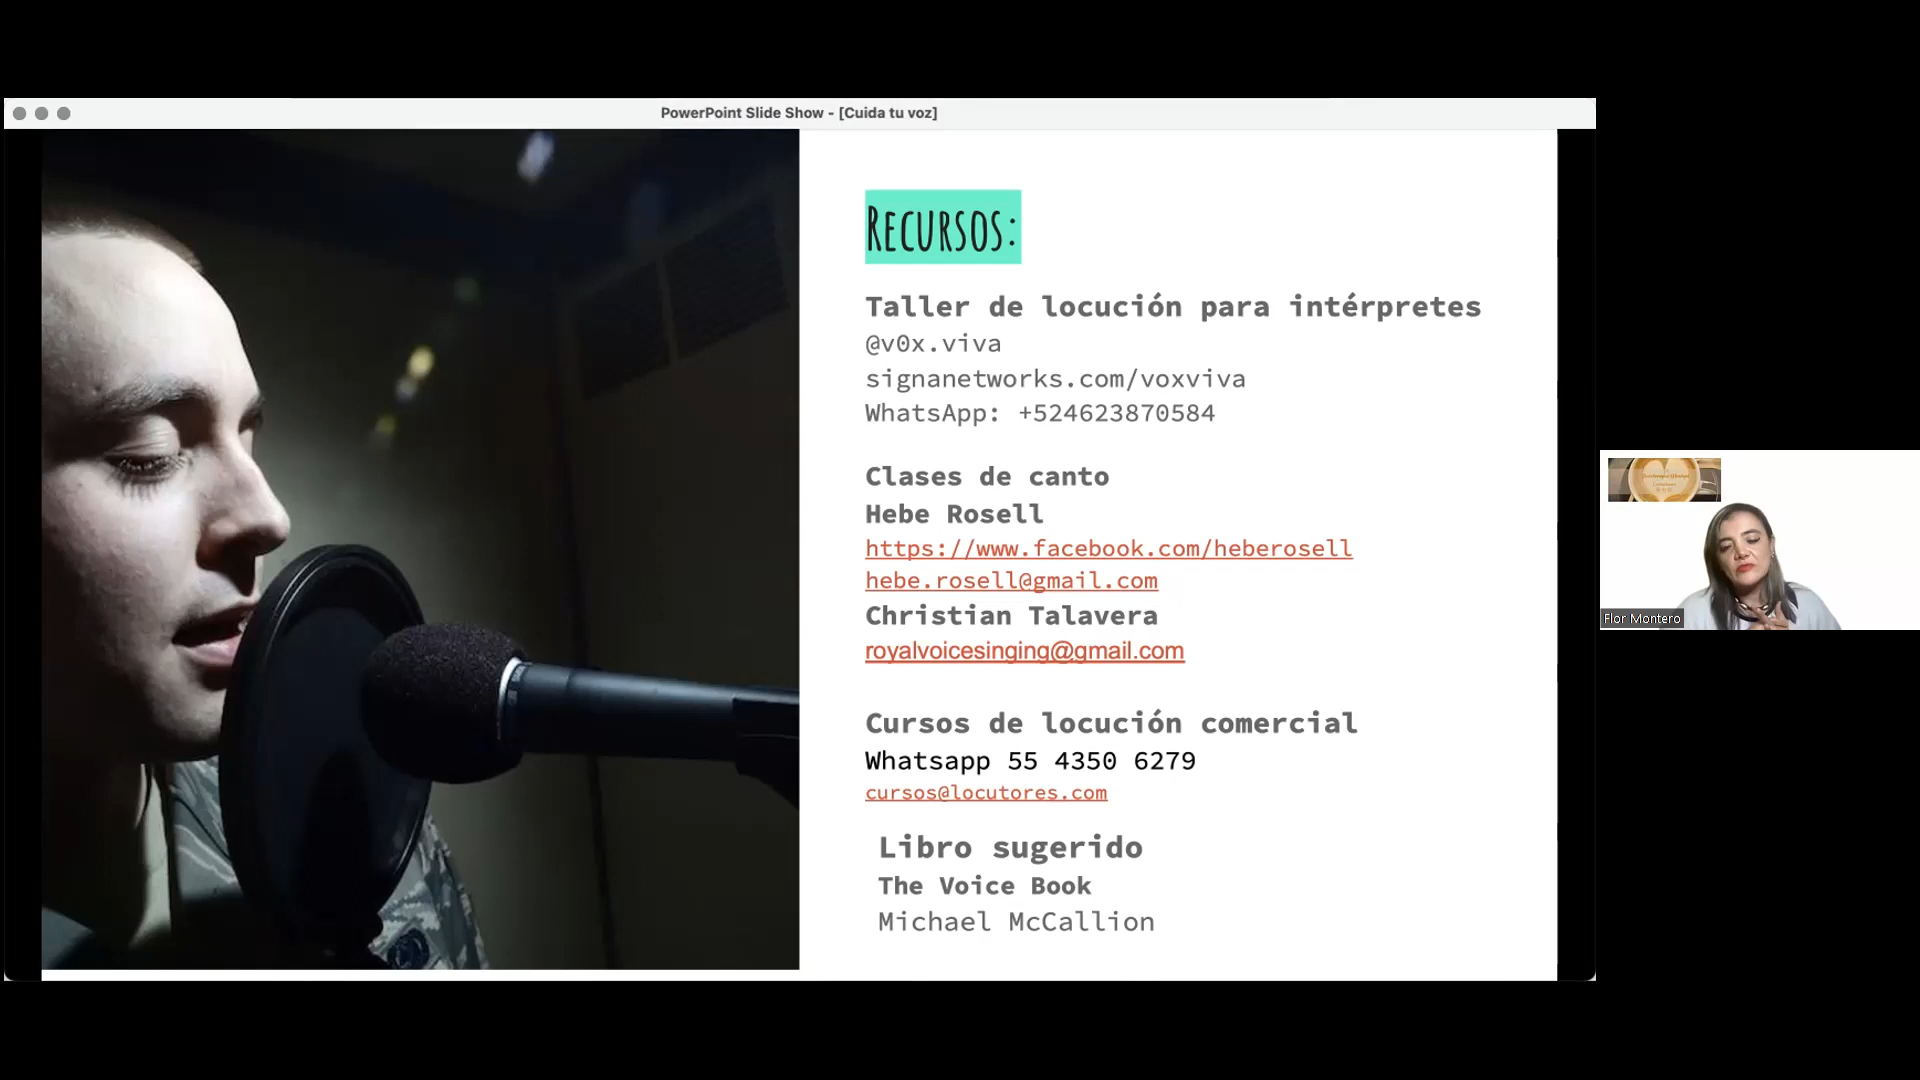 PowerPoint Slide Show - [Cuida tu voz]
RECURSOS:
Taller de locución para intérpretes
@v0x.viva
signanetworks.com/voxviva
WhatsApp: +524623870584
Clases de canto
Hebe Rosell
https://www.facebook.com/heberosell
hebe.rosell@gmail.com
Christian Talavera
royalvoicesinging@gmail.com
Cursos de locución comercial
Whatsapp 55 4350 6279
cursos@locutores.com
Libro sugerido
The Voice Book
Michael McCallion
Flor Montero